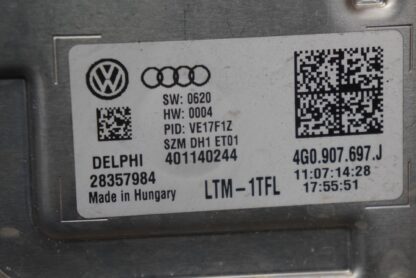 SW: 0620
HW: 0004
PID: VE17F1Z
SZM DH1 ET01
DELPHI 401140244
28357984
Made in Hungary
LTM-1TFL
4G0.907.697.J
11:07:14:28
17:55:51